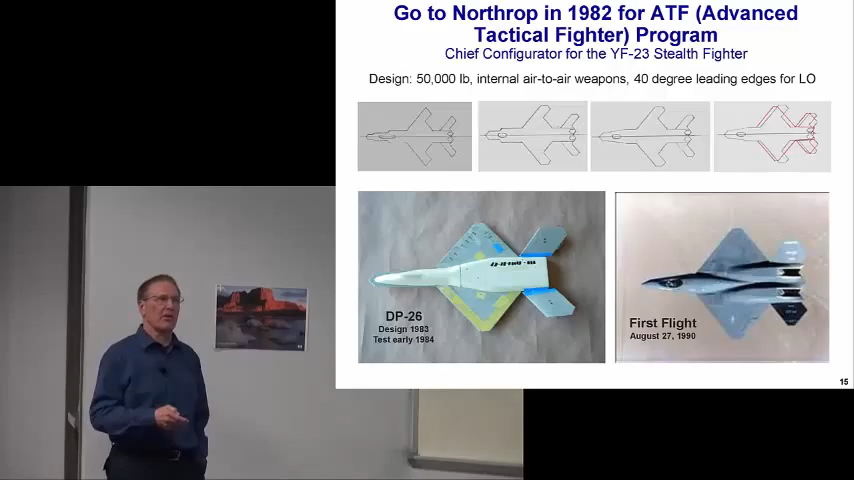 Go to Northrop in 1982 for ATF (Advanced
Tactical Fighter) Program
Chief Configurator for the YF-23 Stealth Fighter
Design: 50,000 lb, internal air-to-air weapons, 40 degree leading edges for LO
DP-26
Design 1983
Test early 1984
First Flight
August 27, 1990
15